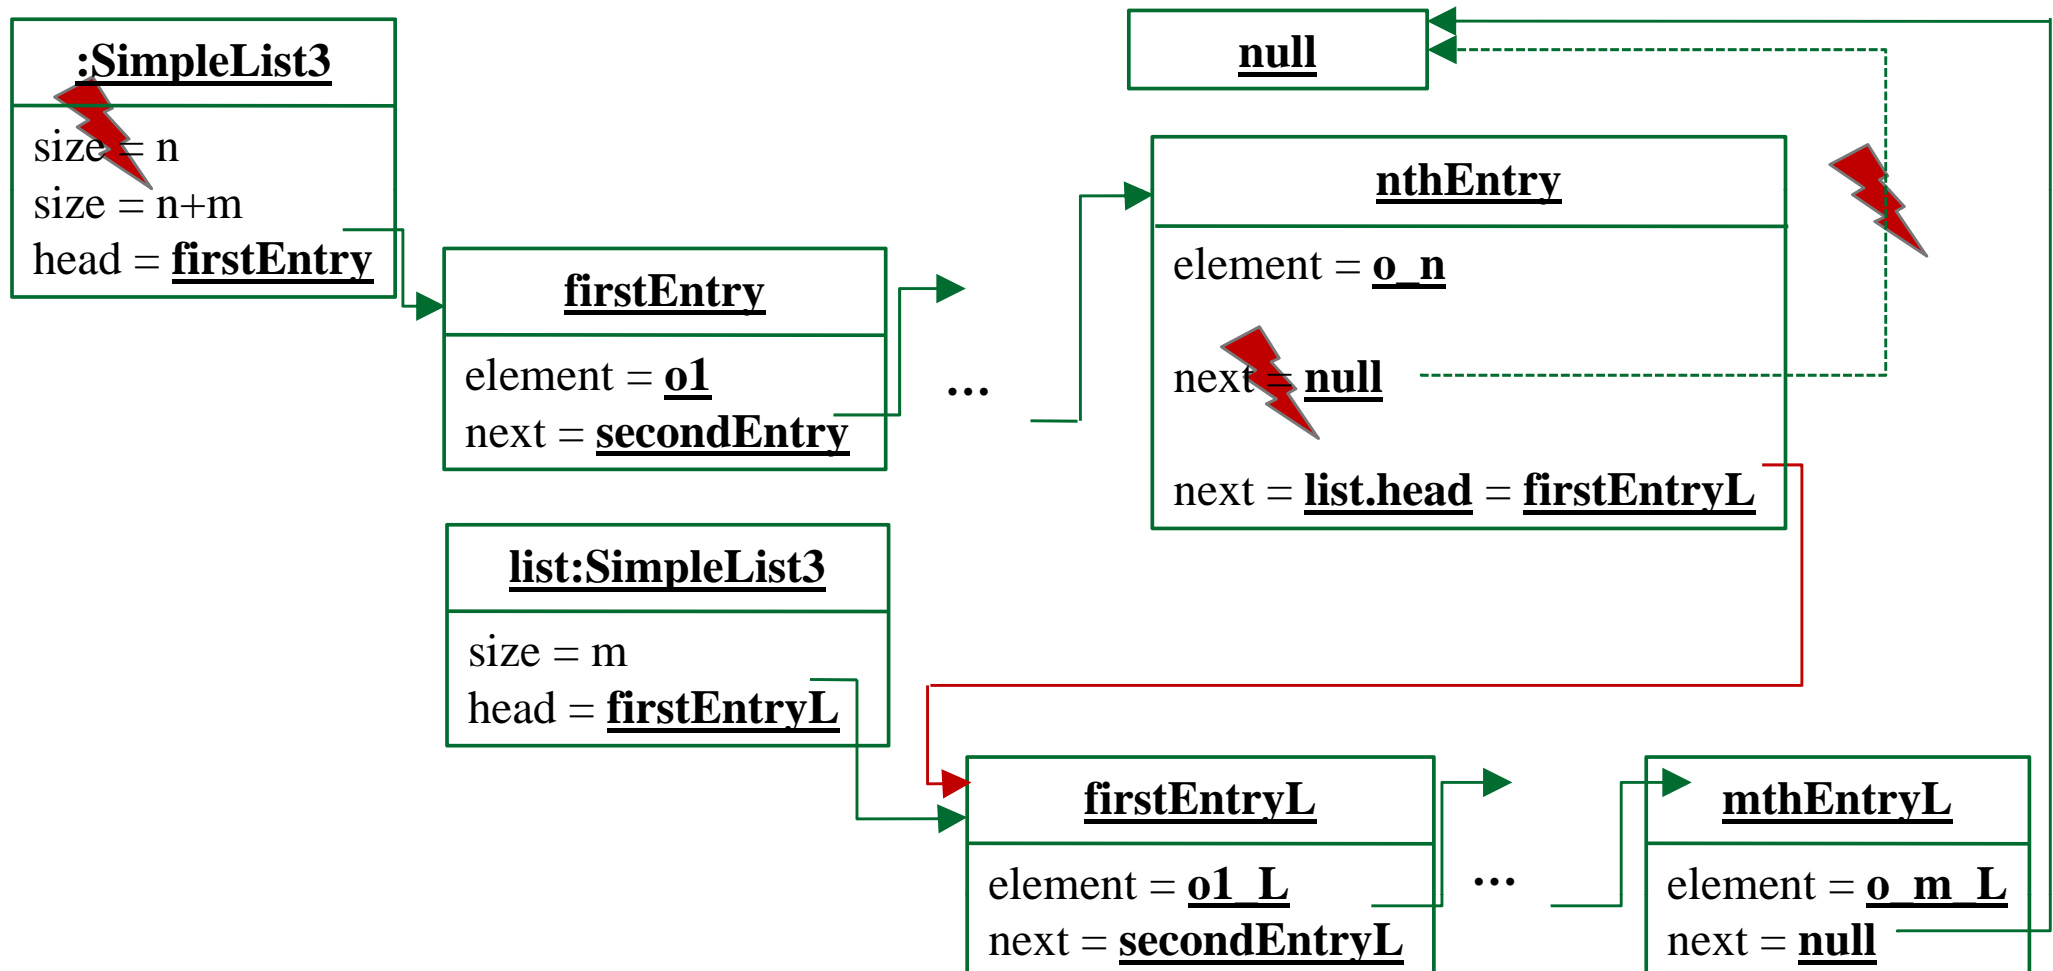 :SimpleList3
size = n
size = n+m
head = firstEntry
null
nthEntry
element = o_n
next = null
next = list.head = firstEntryL
firstEntry
element = o1
next = secondEntry
...
list:SimpleList3
size = m
head = firstEntryL
firstEntryL
element = o1_L
next = secondEntryL
...
mthEntryL
element = o_m_L
next = null